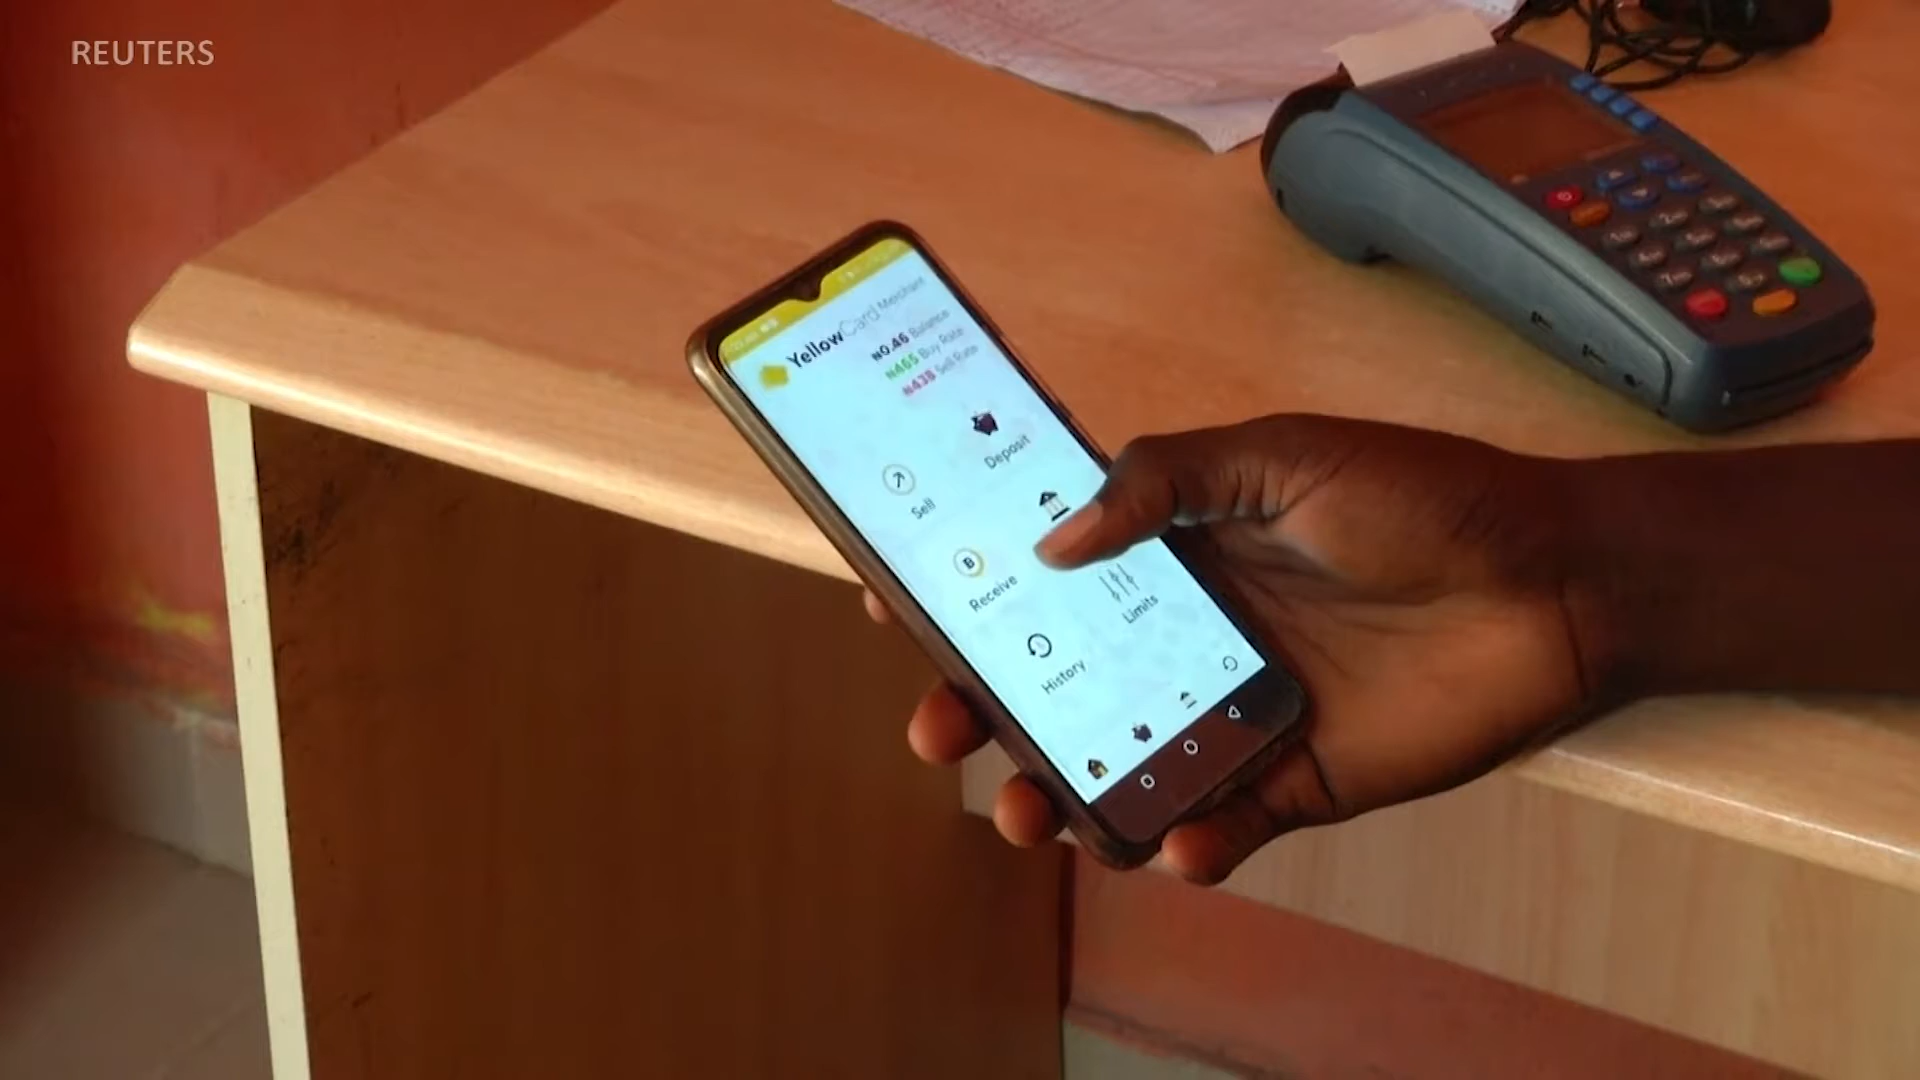 REUTERS
YellowCard Merchant
₦0.46 Balance
₦465 Buy Rate
₦438 Sell Rate
Deposit
Sell
Receive
Limits
History